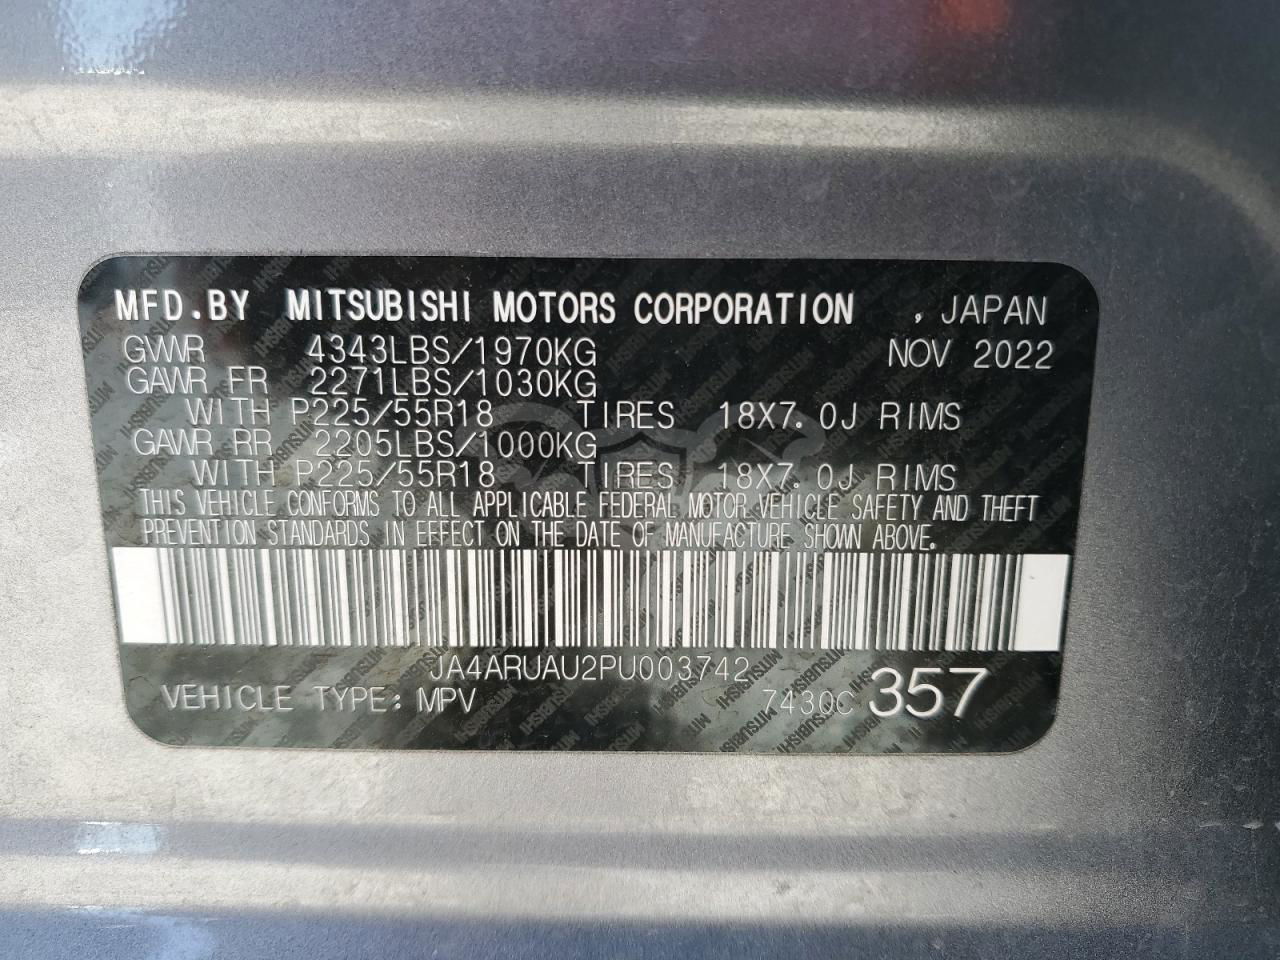 MFD.BY MITSUBISHI MOTORS CORPORATION , JAPAN
GVWR 4343LBS/1970KG NOV 2022
GAWR FR 2271LBS/1030KG
WITH P225/55R18 TIRES 18X7.0J RIMS
GAWR RR 2205LBS/1000KG
WITH P225/55R18 TIRES 18X7.0J RIMS
THIS VEHICLE CONFORMS TO ALL APPLICABLE FEDERAL MOTOR VEHICLE SAFETY AND THEFT
PREVENTION STANDARDS IN EFFECT ON THE DATE OF MANUFACTURE SHOWN ABOVE.
JA4ARUAU2PU003742
VEHICLE TYPE: MPV 7430C 357